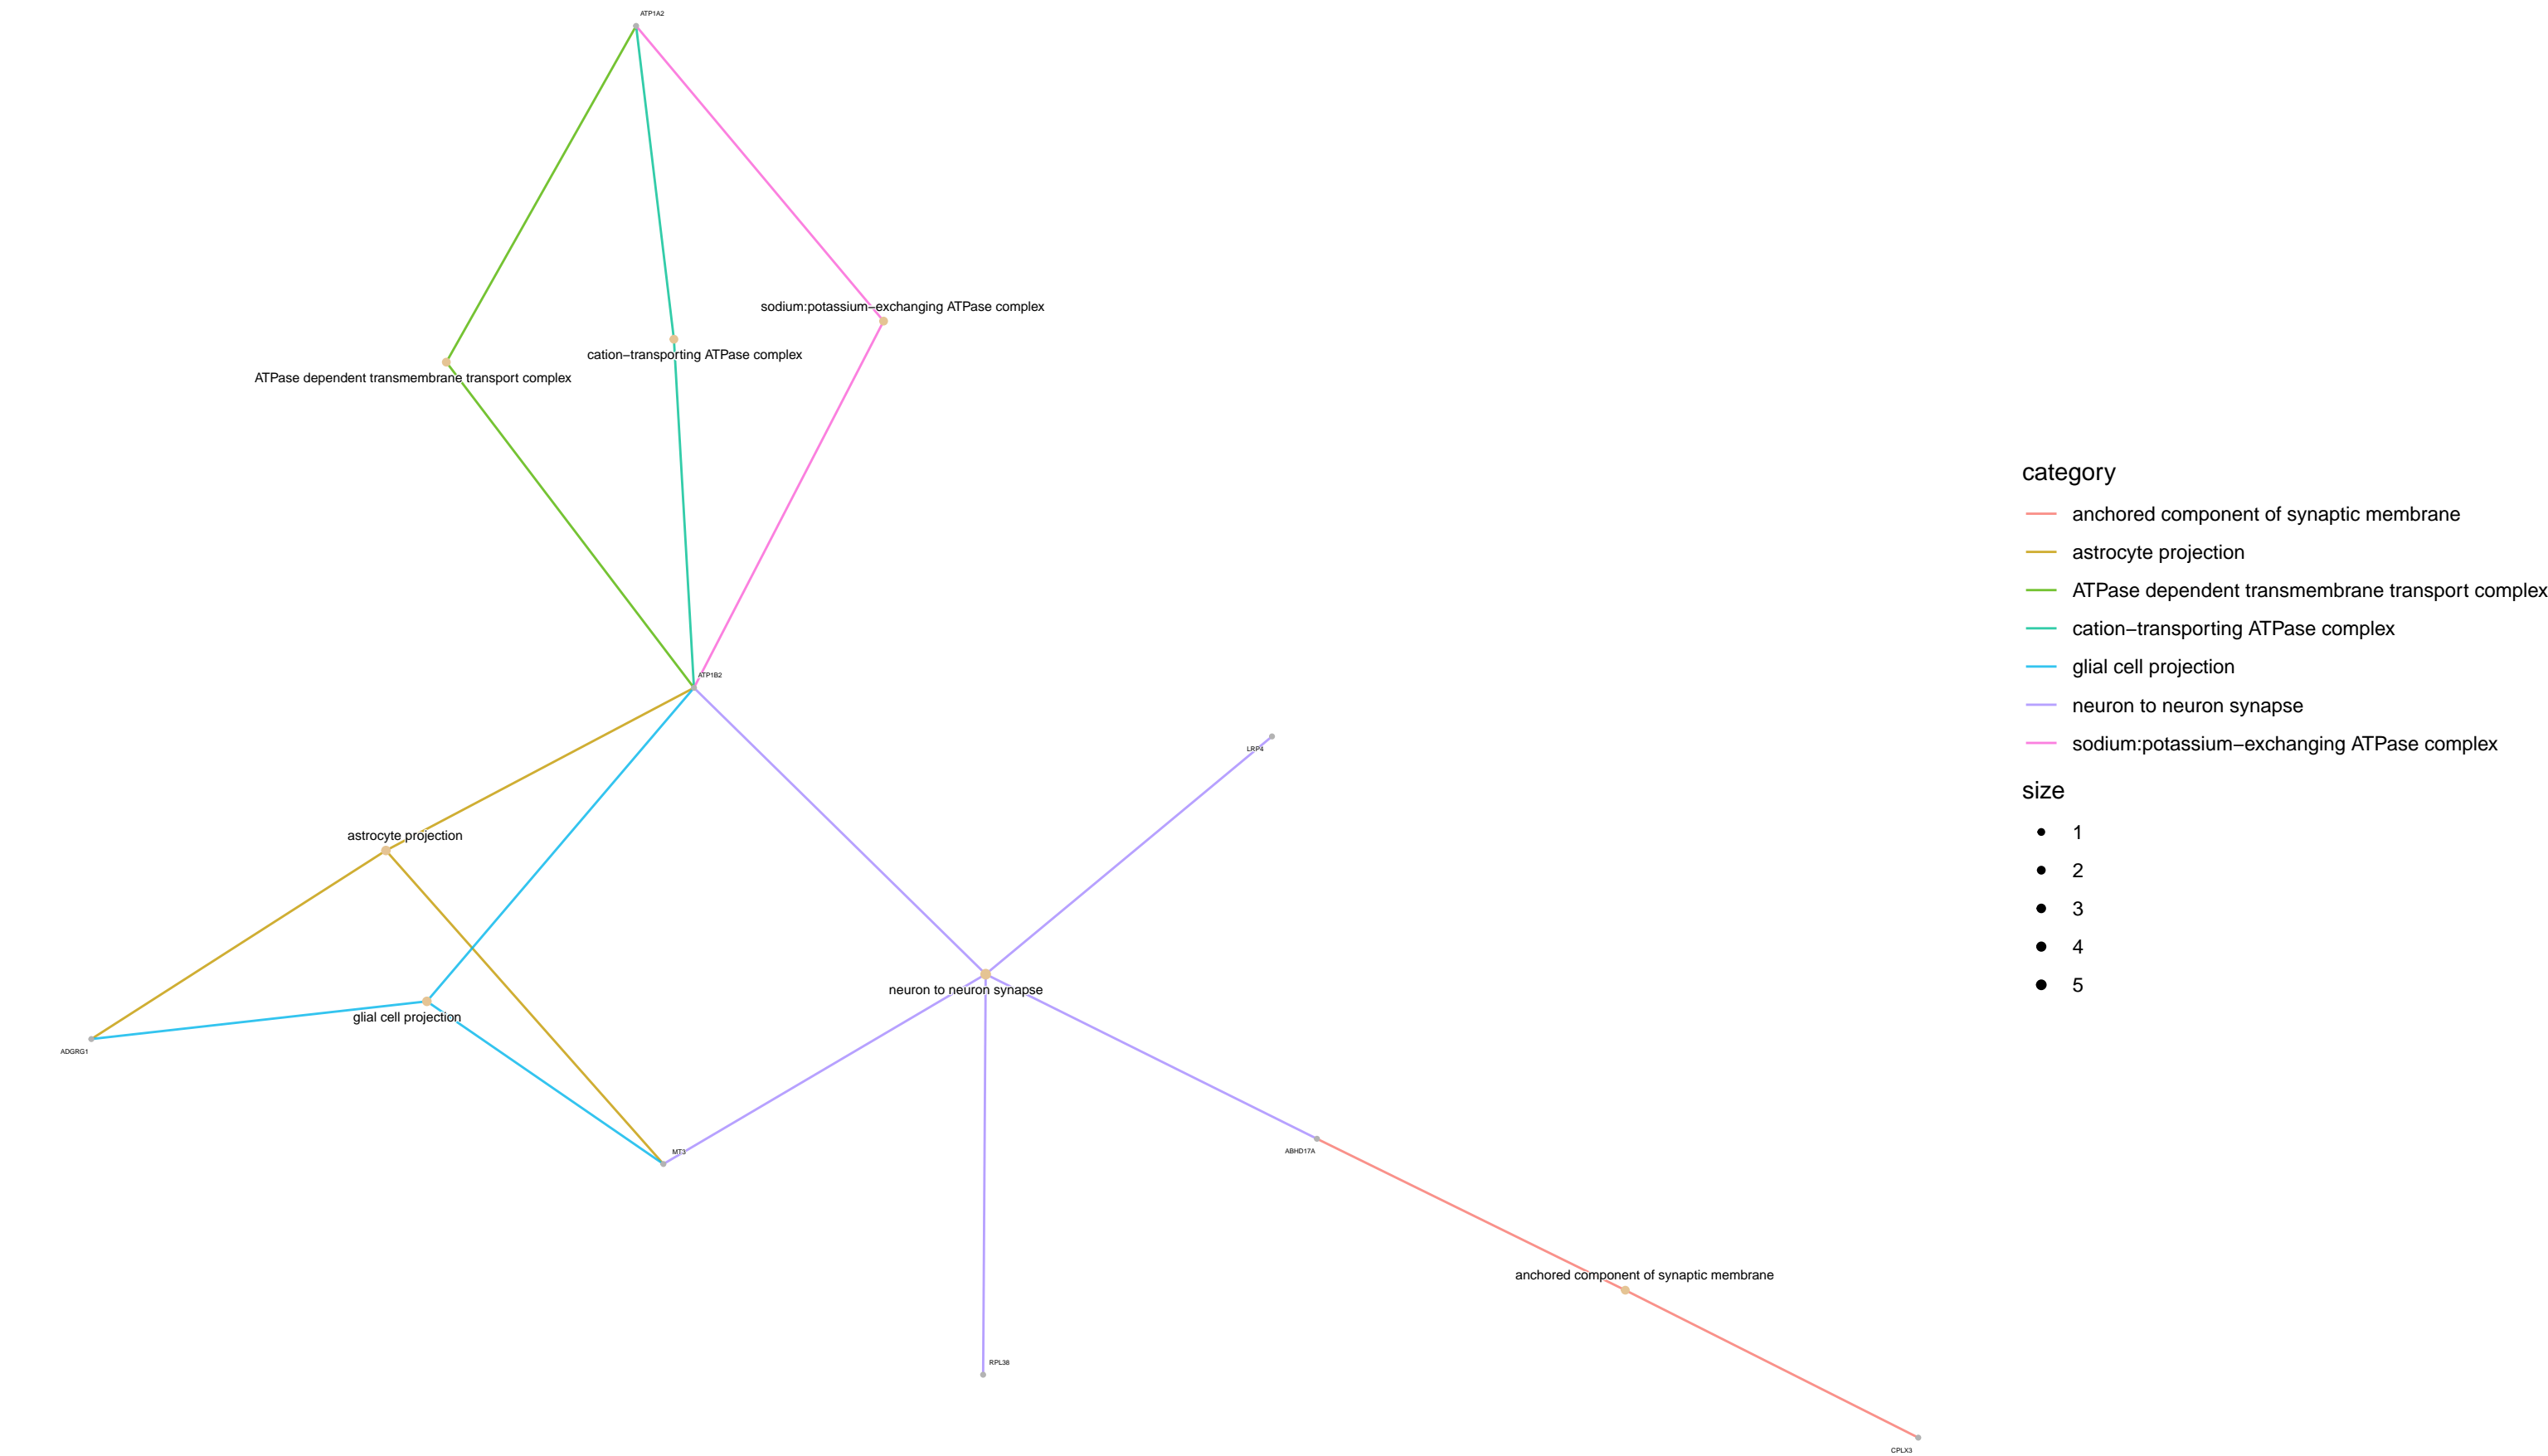 ATP1A2
sodium:potassium−exchanging ATPase complex
cation−transporting ATPase complex
ATPase dependent transmembrane transport complex
ATP1B2
LRP4
astrocyte projection
neuron to neuron synapse
glial cell projection
ADGRG1
MT3
ABHD17A
anchored component of synaptic membrane
RPL38
CPLX3
category
anchored component of synaptic membrane
astrocyte projection
ATPase dependent transmembrane transport complex
cation−transporting ATPase complex
glial cell projection
neuron to neuron synapse
sodium:potassium−exchanging ATPase complex
size
1
2
3
4
5